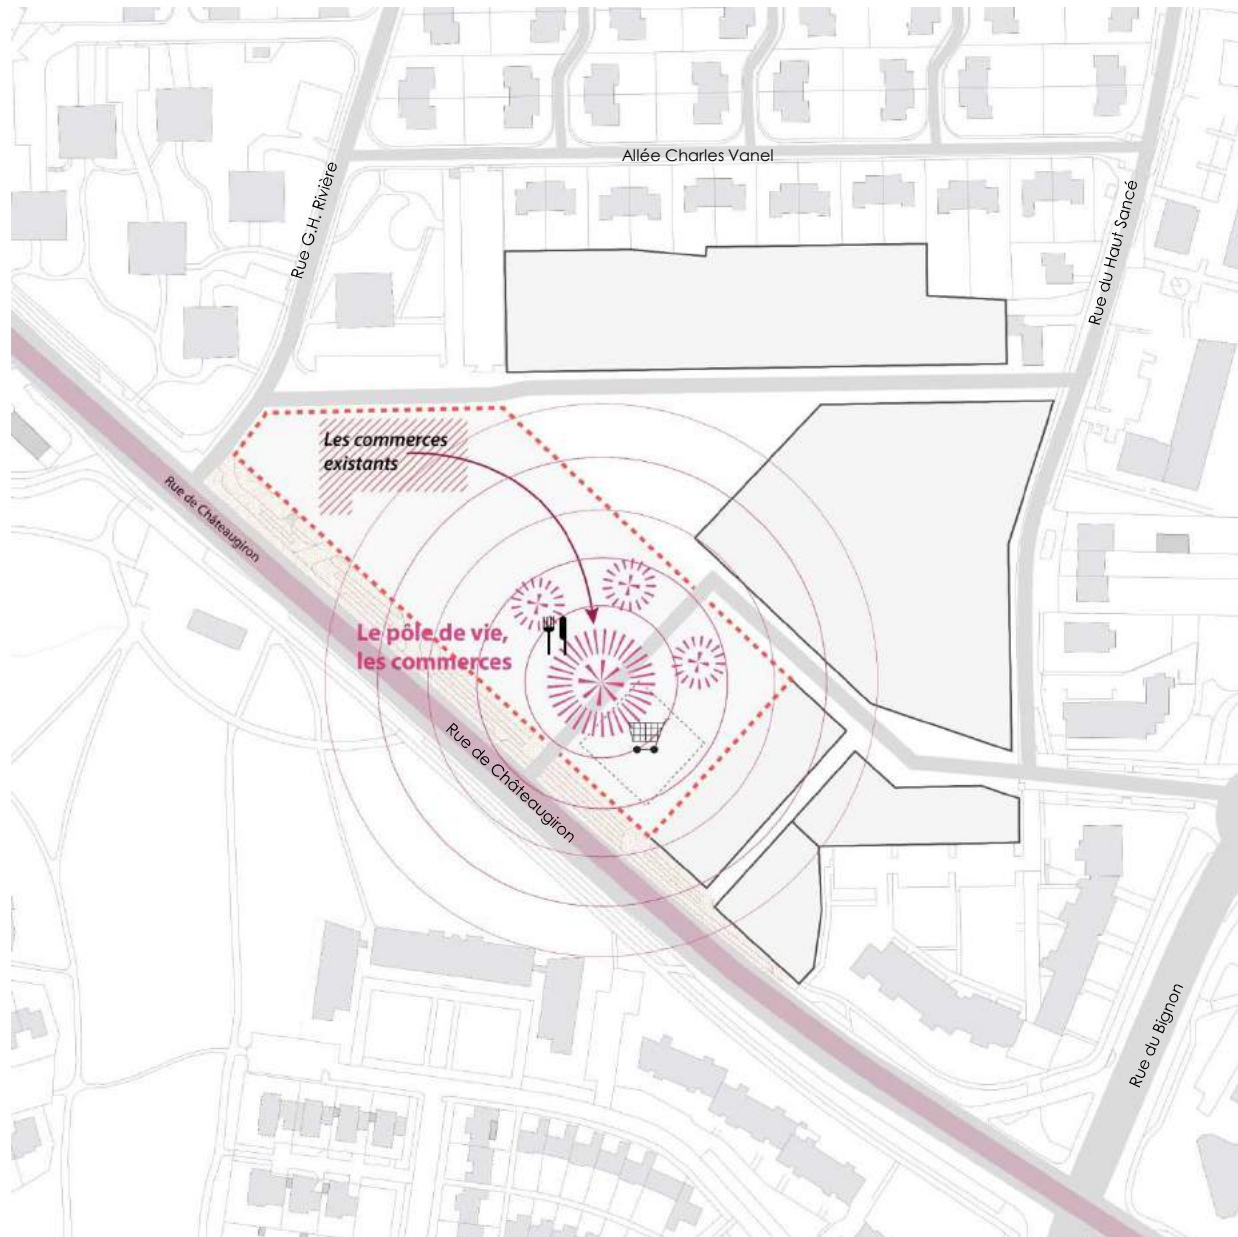 Allée Charles Vanel
Rue G.H. Rivière
Rue du Haut Sancé
Les commerces
existants
Rue de Châteaugiron
Le pôle de vie,
les commerces
Rue de Châteaugiron
Rue du Bignon